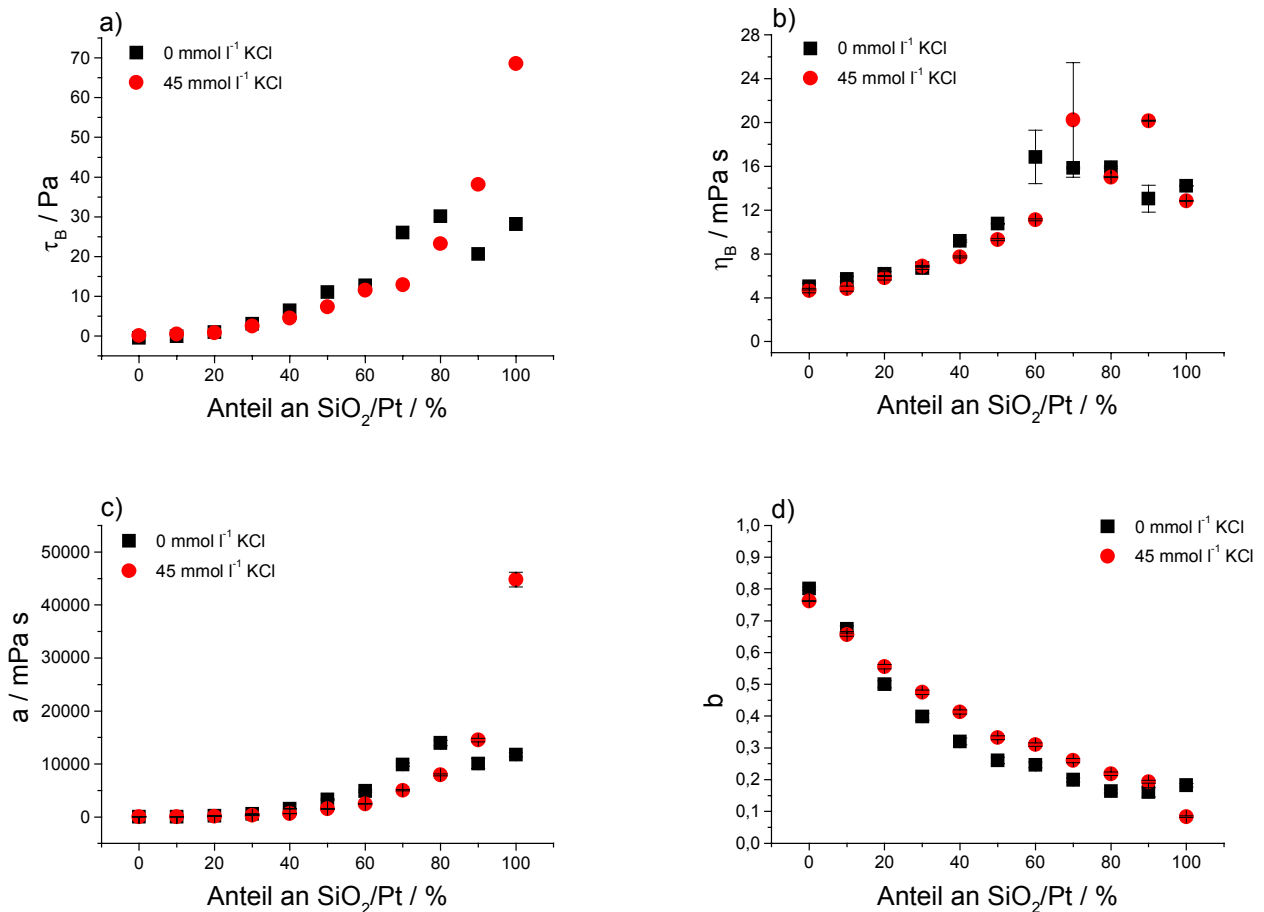 a)
0 mmol l⁻¹ KCl
45 mmol l⁻¹ KCl
70
60
50
40
30
20
10
0
τ_B / Pa
0 20 40 60 80 100
Anteil an SiO₂/Pt / %
b)
0 mmol l⁻¹ KCl
45 mmol l⁻¹ KCl
28
24
20
16
12
8
4
0
η_B / mPa s
0 20 40 60 80 100
Anteil an SiO₂/Pt / %
c)
0 mmol l⁻¹ KCl
45 mmol l⁻¹ KCl
50000
40000
30000
20000
10000
0
a / mPa s
0 20 40 60 80 100
Anteil an SiO₂/Pt / %
d)
0 mmol l⁻¹ KCl
45 mmol l⁻¹ KCl
1,0
0,9
0,8
0,7
0,6
0,5
0,4
0,3
0,2
0,1
0,0
b
0 20 40 60 80 100
Anteil an SiO₂/Pt / %